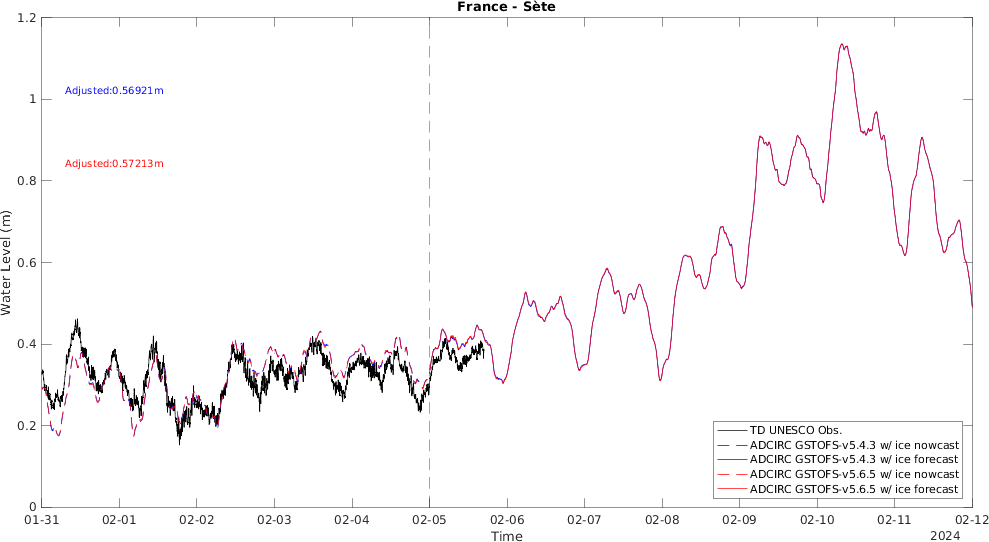 France - Sète
1.2
1
0.8
0.6
0.4
0.2
0
Water Level (m)
Adjusted:0.56921m
Adjusted:0.57213m
TD UNESCO Obs.
ADCIRC GSTOFS-v5.4.3 w/ ice nowcast
ADCIRC GSTOFS-v5.4.3 w/ ice forecast
ADCIRC GSTOFS-v5.6.5 w/ ice nowcast
ADCIRC GSTOFS-v5.6.5 w/ ice forecast
01-31 02-01 02-02 02-03 02-04 02-05 02-06 02-07 02-08 02-09 02-10 02-11 02-12
Time
2024